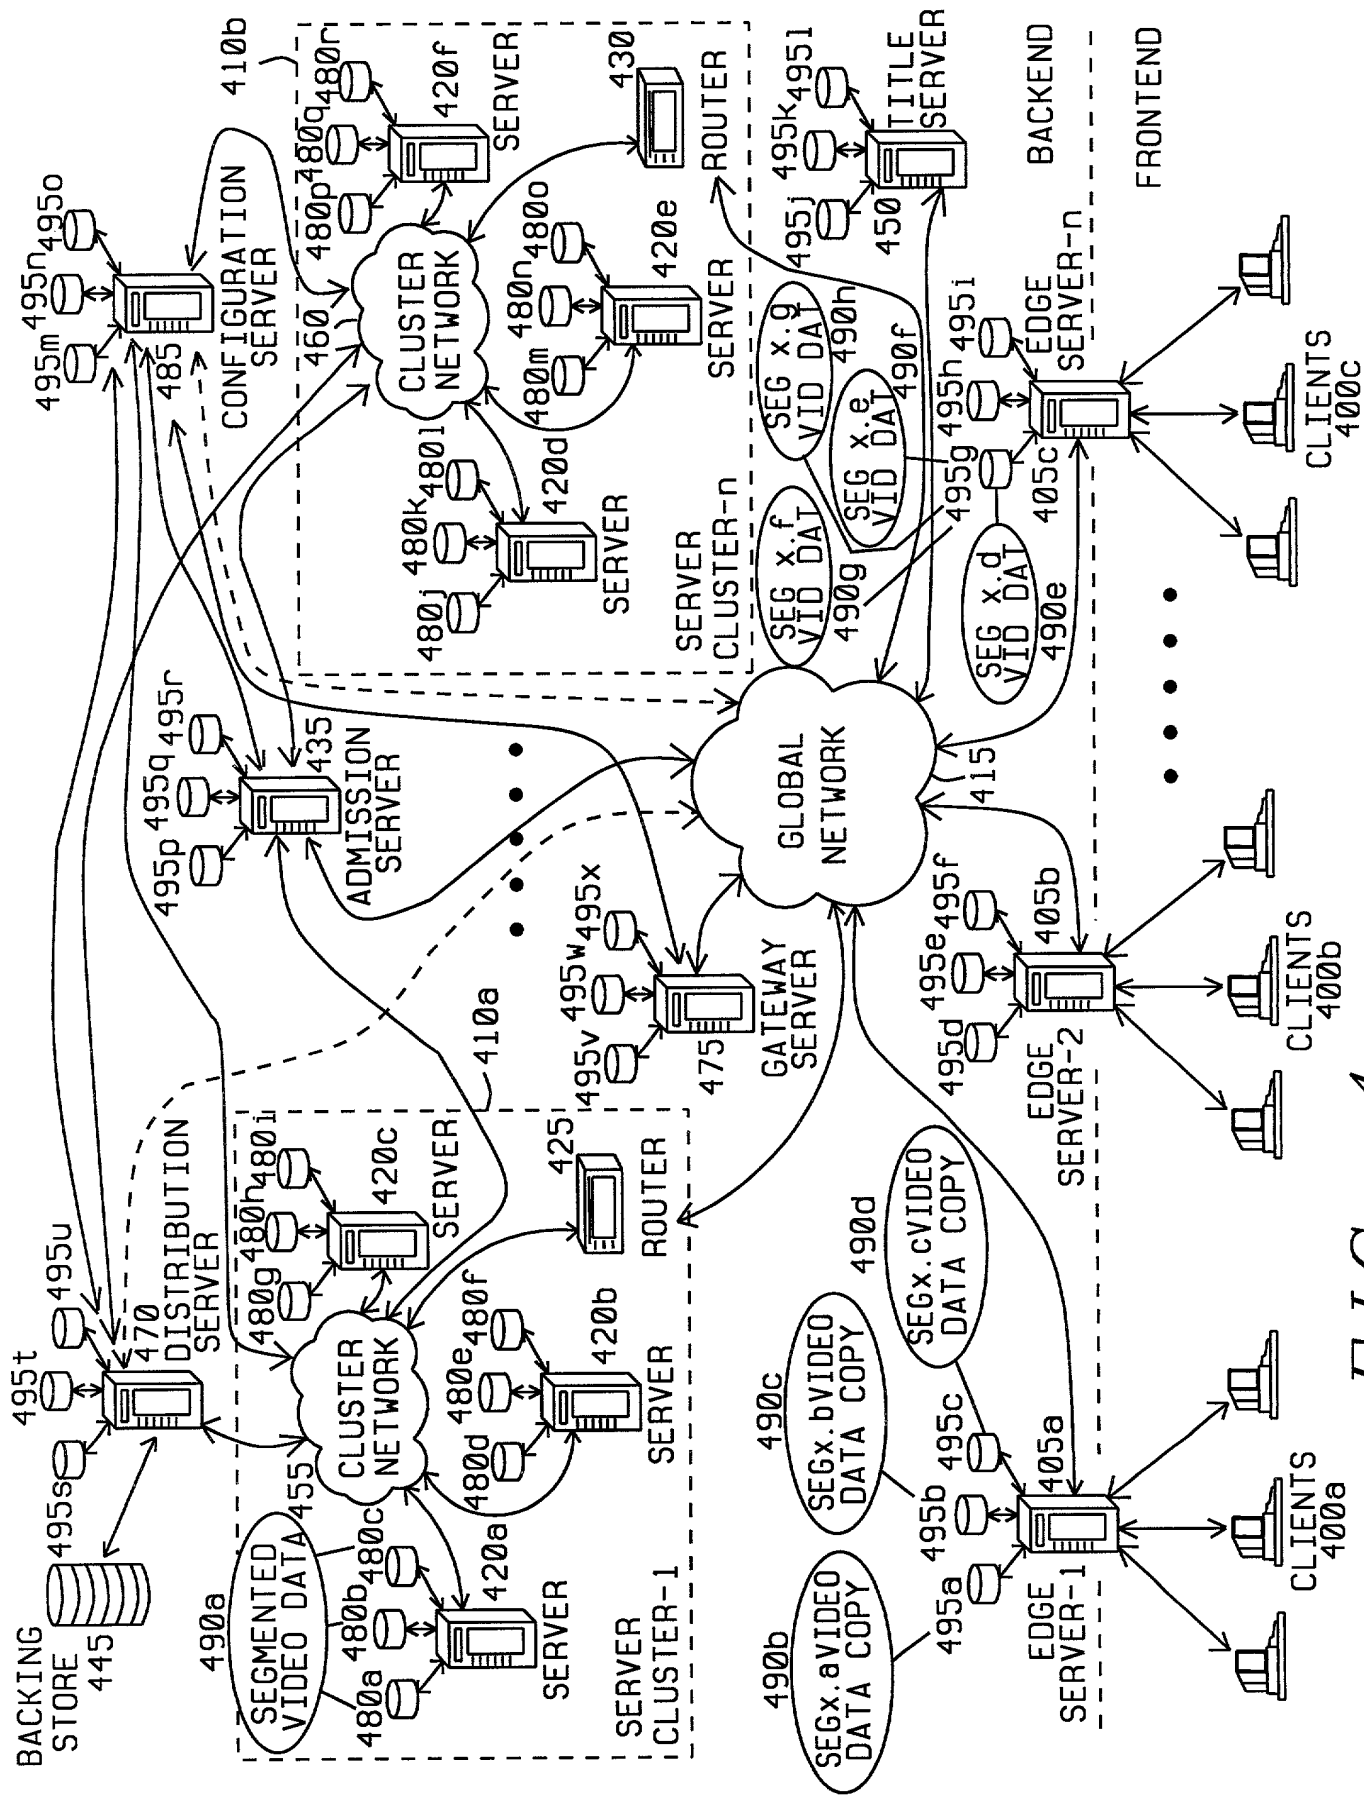 BACKING
STORE
445
495s
495t
495u
470
DISTRIBUTION
SERVER
495m
495n
495o
485
CONFIGURATION
SERVER
495p
495q
495r
435
ADMISSION
SERVER
490a
SEGMENTED
VIDEO DATA
480a
480b
480c
420a
SERVER
455
CLUSTER
NETWORK
480d
480e
480f
420b
SERVER
480g
480h
480i
420c
SERVER
425
ROUTER
410a
SERVER
CLUSTER-1
495v
495w
495x
475
GATEWAY
SERVER
410b
460
CLUSTER
NETWORK
480j
480k
480l
420d
SERVER
480m
480n
480o
420e
SERVER
480p
480q
480r
420f
SERVER
430
ROUTER
SERVER
CLUSTER-n
GLOBAL
NETWORK
415
495j
495k
495l
450
TITLE
SERVER
SEG x.f
VID DAT
490g
SEG x.g
VID DAT
490h
SEG x.e
VID DAT
490f
SEG x.d
VID DAT
490e
490b
SEGx.aVIDEO
DATA COPY
490c
SEGx.bVIDEO
DATA COPY
490d
SEGx.cVIDEO
DATA COPY
495a
495b
495c
405a
EDGE
SERVER-1
495d
495e
495f
405b
EDGE
SERVER-2
495g
495h
495i
405c
EDGE
SERVER-n
BACKEND
FRONTEND
CLIENTS
400a
CLIENTS
400b
CLIENTS
400c